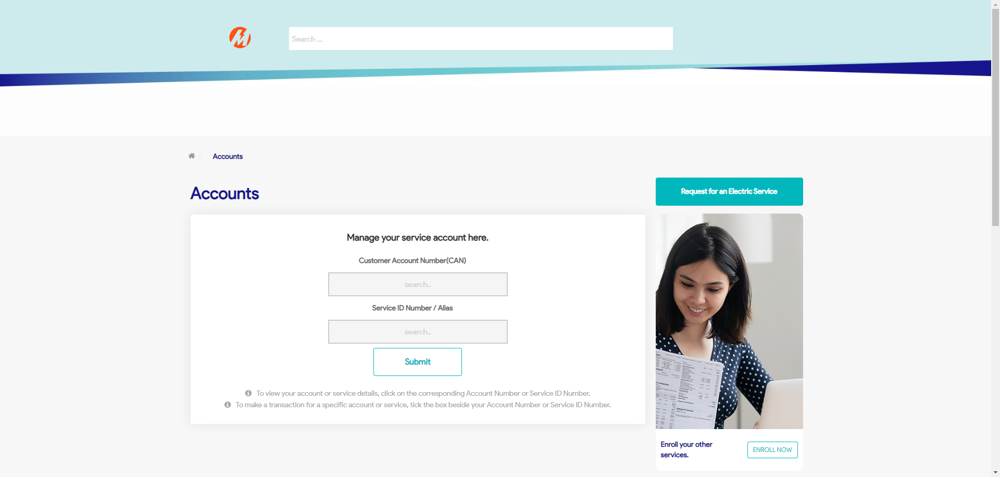 Search ...
Accounts
Accounts
Request for an Electric Service
Manage your service account here.
Customer Account Number(CAN)
search..
Service ID Number / Alias
search..
Submit
To view your account or service details, click on the corresponding Account Number or Service ID Number.
To make a transaction for a specific account or service, tick the box beside your Account Number or Service ID Number.
Enroll your other
services.
ENROLL NOW